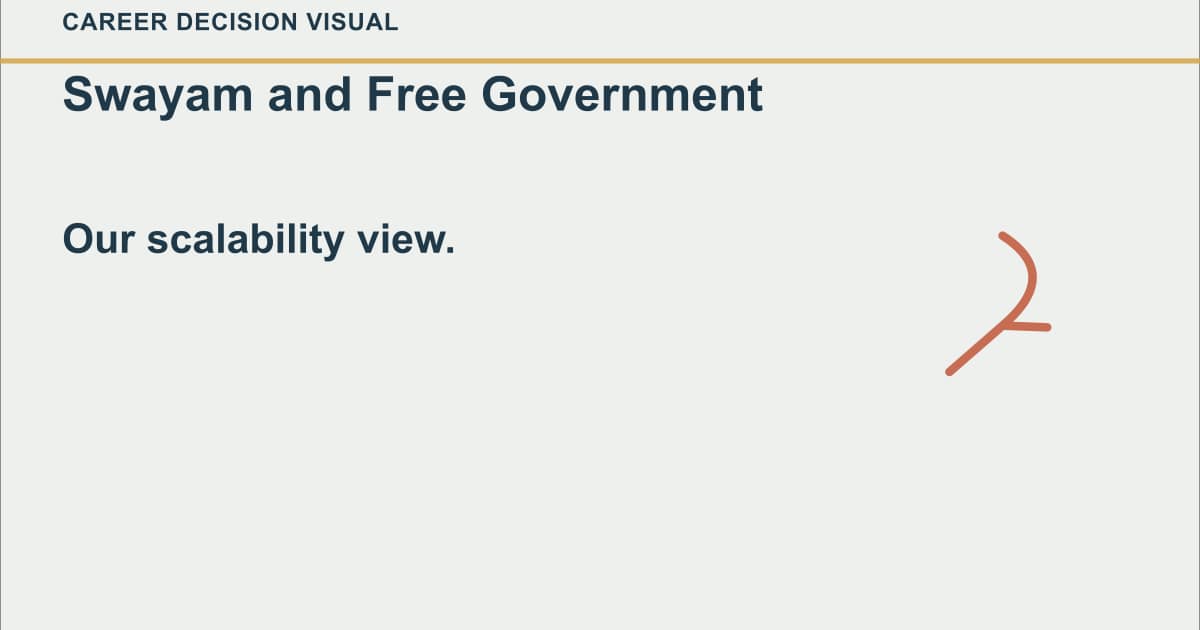 CAREER DECISION VISUAL
Swayam and Free Government
Our scalability view.